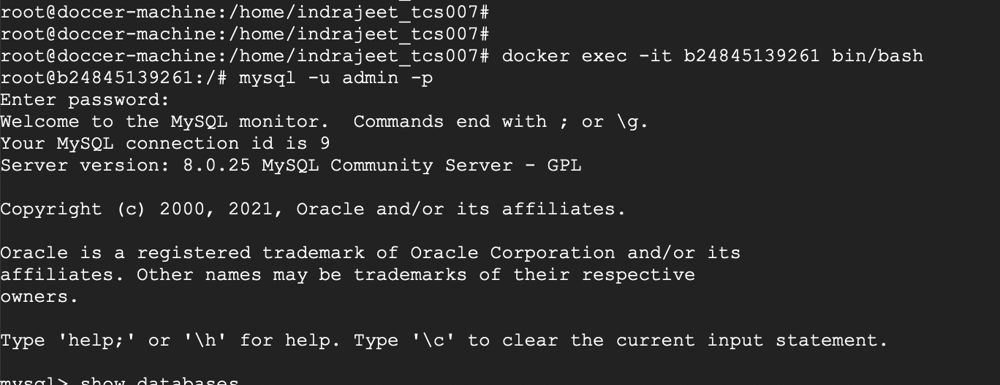 root@doccer-machine:/home/indrajeet_tcs007#
root@doccer-machine:/home/indrajeet_tcs007#
root@doccer-machine:/home/indrajeet_tcs007# docker exec -it b24845139261 bin/bash
root@b24845139261:/# mysql -u admin -p
Enter password:
Welcome to the MySQL monitor.  Commands end with ; or \g.
Your MySQL connection id is 9
Server version: 8.0.25 MySQL Community Server - GPL
Copyright (c) 2000, 2021, Oracle and/or its affiliates.
Oracle is a registered trademark of Oracle Corporation and/or its
affiliates. Other names may be trademarks of their respective
owners.
Type 'help;' or '\h' for help. Type '\c' to clear the current input statement.
mysql> show databases